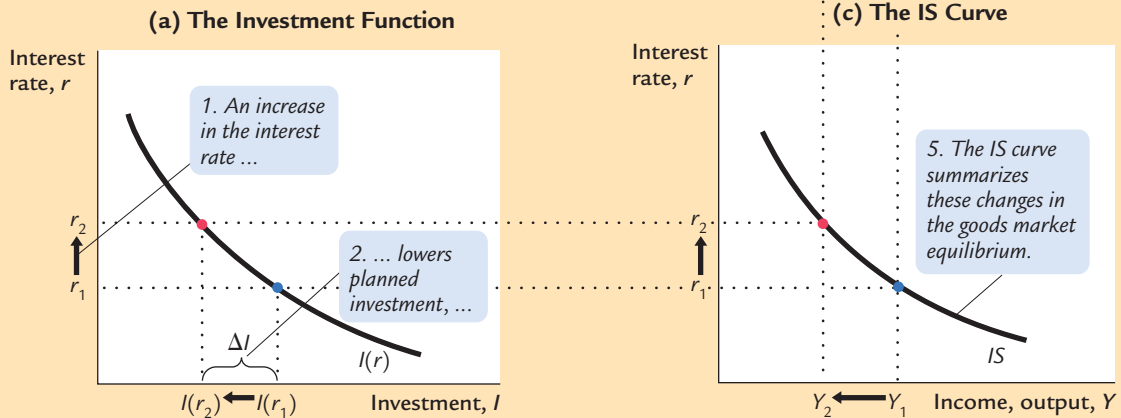 (a) The Investment Function
Interest
rate, r
1. An increase
in the interest
rate ...
r2
r1
2. ... lowers
planned
investment, ...
ΔI
I(r)
I(r2)
I(r1)
Investment, I
(c) The IS Curve
Interest
rate, r
5. The IS curve
summarizes
these changes in
the goods market
equilibrium.
r2
r1
IS
Y2
Y1
Income, output, Y